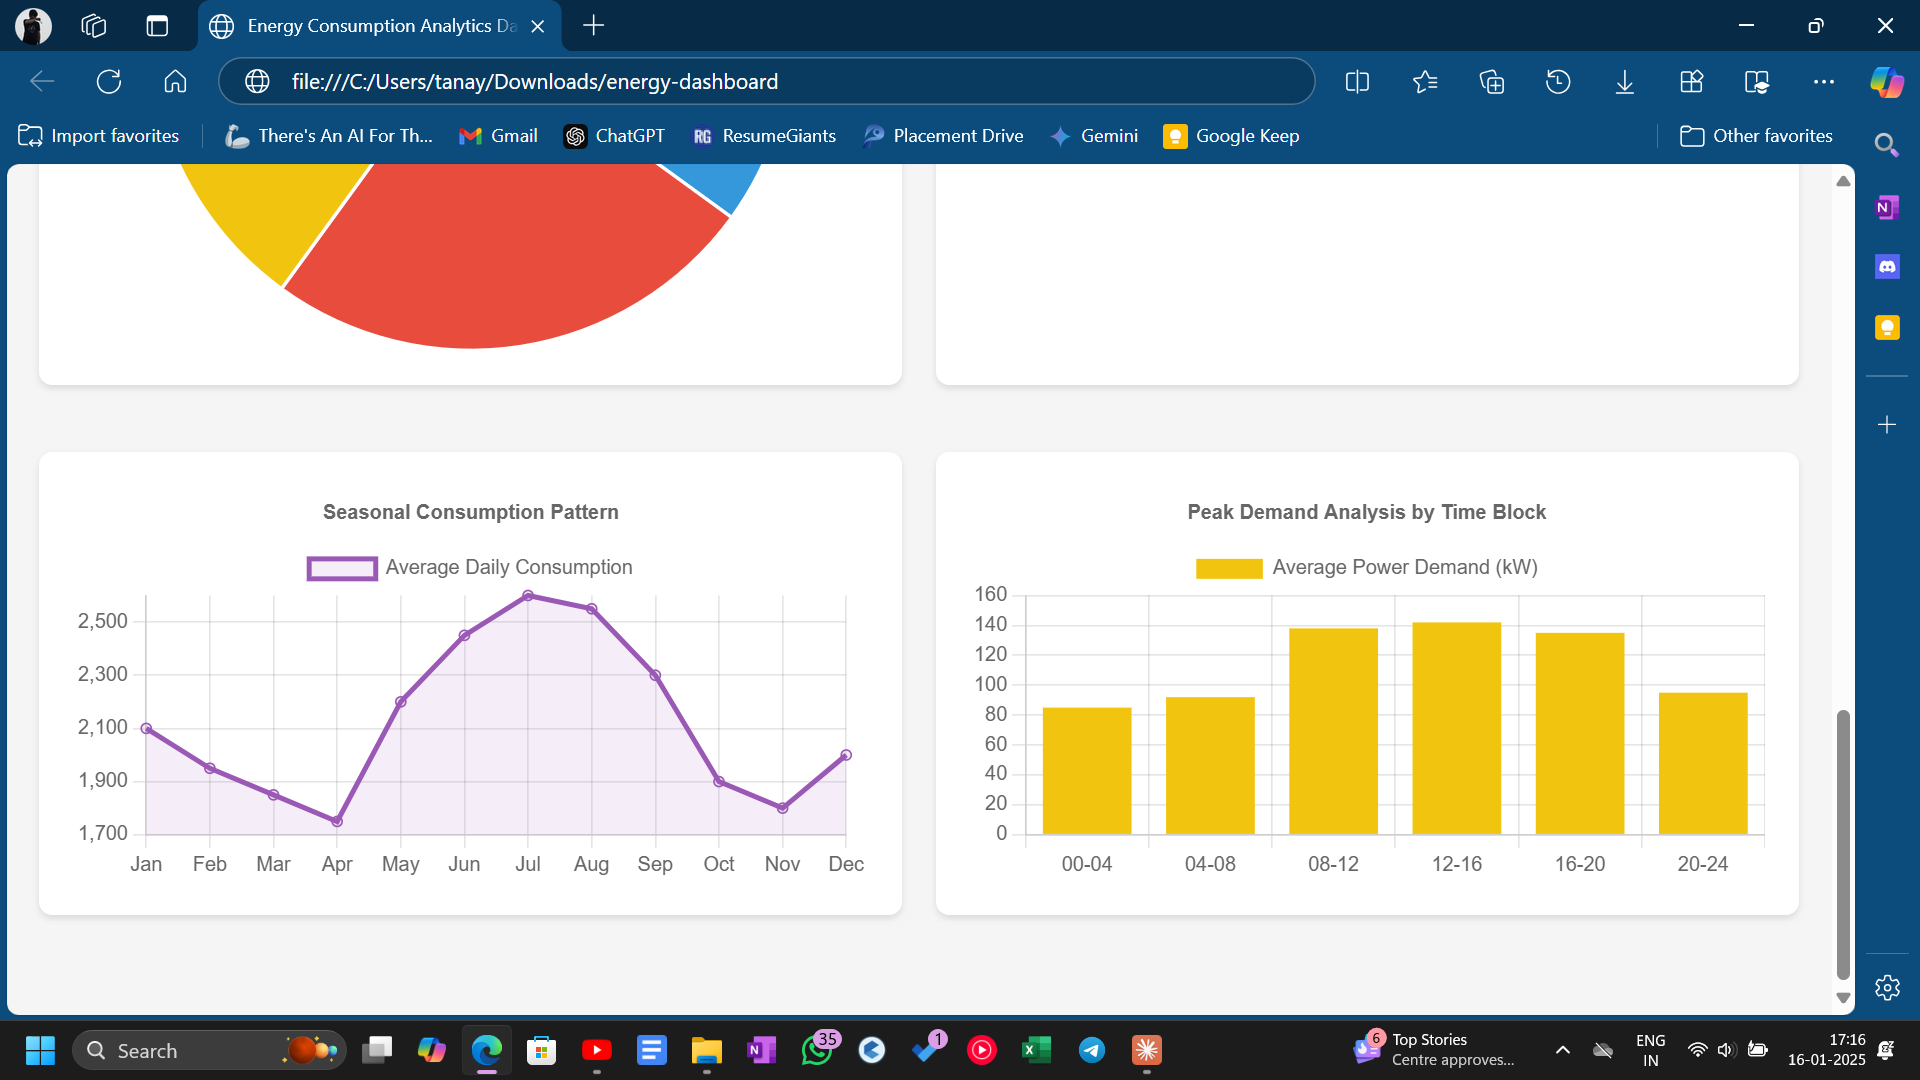 Energy Consumption Analytics Da
file:///C:/Users/tanay/Downloads/energy-dashboard
Import favorites
There's An AI For Th...
Gmail
ChatGPT
RG ResumeGiants
Placement Drive
Gemini
Google Keep
Other favorites
Seasonal Consumption Pattern
Average Daily Consumption
2,500
2,300
2,100
1,900
1,700
Jan Feb Mar Apr May Jun Jul Aug Sep Oct Nov Dec
Peak Demand Analysis by Time Block
Average Power Demand (kW)
160
140
120
100
80
60
40
20
0
00-04 04-08 08-12 12-16 16-20 20-24
Search
35
1
6
Top Stories
Centre approves...
ENG
IN
17:16
16-01-2025